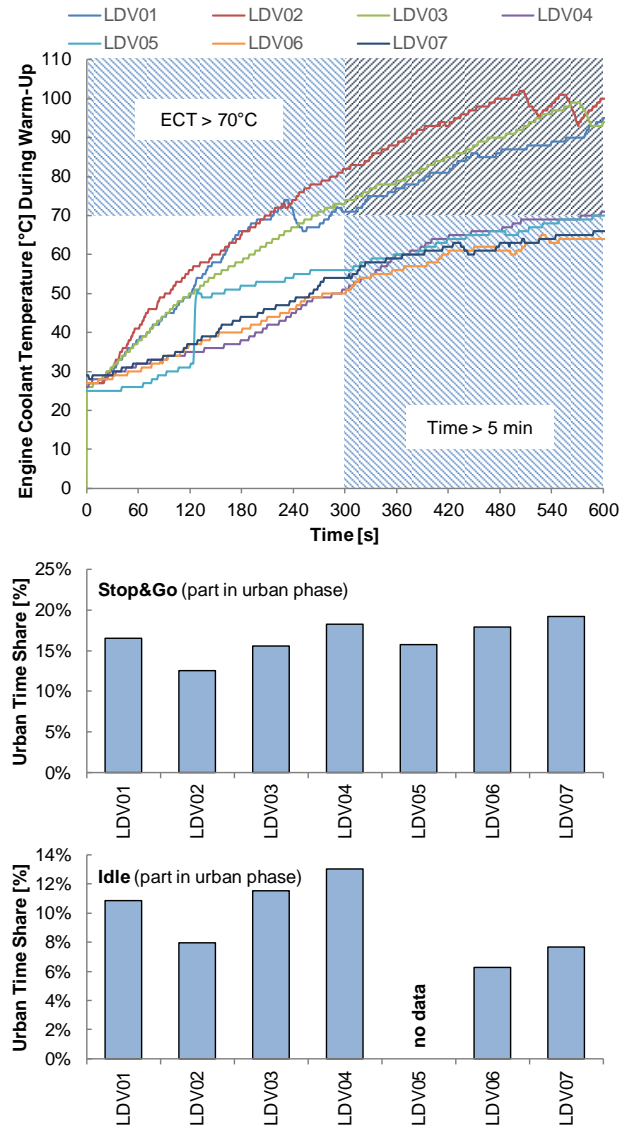 LDV01 LDV02 LDV03 LDV04
LDV05 LDV06 LDV07
Engine Coolant Temperature [°C] During Warm-Up
110
100
90
80
70
60
50
40
30
20
10
0
ECT > 70°C
Time > 5 min
0 60 120 180 240 300 360 420 480 540 600
Time [s]
Urban Time Share [%]
25%
20%
15%
10%
5%
0%
Stop&Go (part in urban phase)
LDV01 LDV02 LDV03 LDV04 LDV05 LDV06 LDV07
Urban Time Share [%]
14%
12%
10%
8%
6%
4%
2%
0%
Idle (part in urban phase)
no data
LDV01 LDV02 LDV03 LDV04 LDV05 LDV06 LDV07